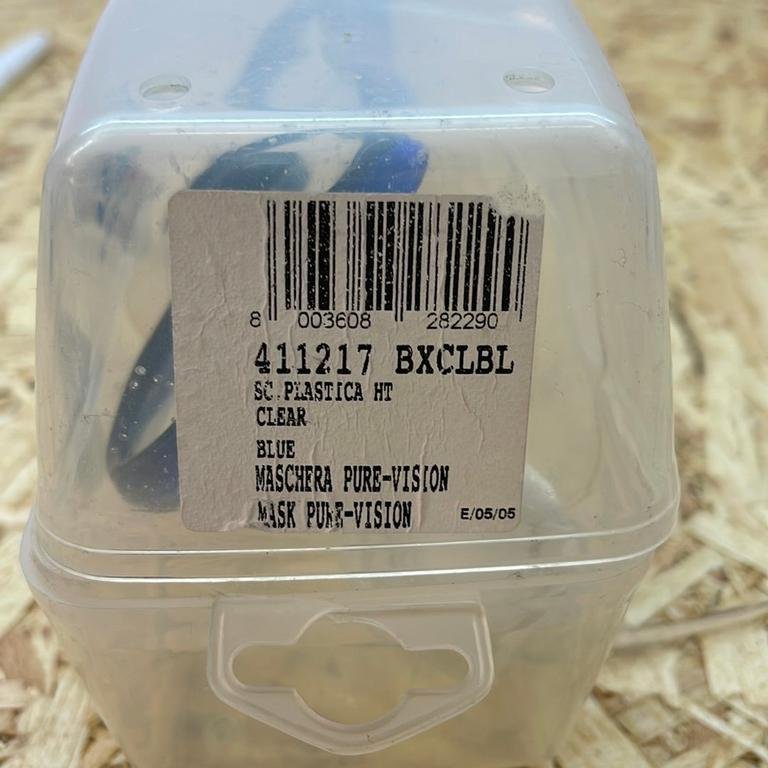 8 003608 282290
411217 BXCLBL
SC.PLASTICA HT
CLEAR
BLUE
MASCHERA PURE-VISION
MASK PURE-VISION E/05/05